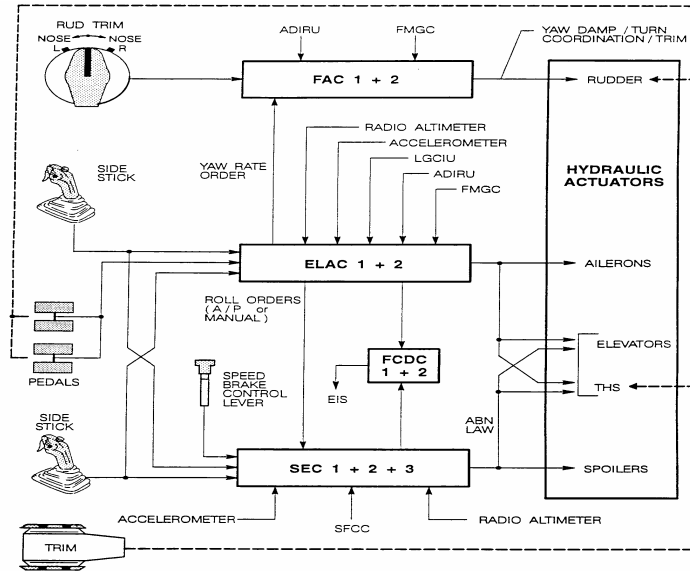 RUD TRIM
NOSE
L
NOSE
R
ADIRU
FMGC
YAW DAMP / TURN
COORDINATION / TRIM
FAC 1 + 2
RUDDER
RADIO ALTIMETER
ACCELEROMETER
LGCIU
ADIRU
FMGC
YAW RATE
ORDER
HYDRAULIC
ACTUATORS
SIDE
STICK
ELAC 1 + 2
AILERONS
ROLL ORDERS
( A / P or
MANUAL )
PEDALS
SPEED
BRAKE
CONTROL
LEVER
FCDC
1 + 2
EIS
ELEVATORS
THS
ABN
LAW
SIDE
STICK
SEC 1 + 2 + 3
SPOILERS
ACCELEROMETER
SFCC
RADIO ALTIMETER
TRIM